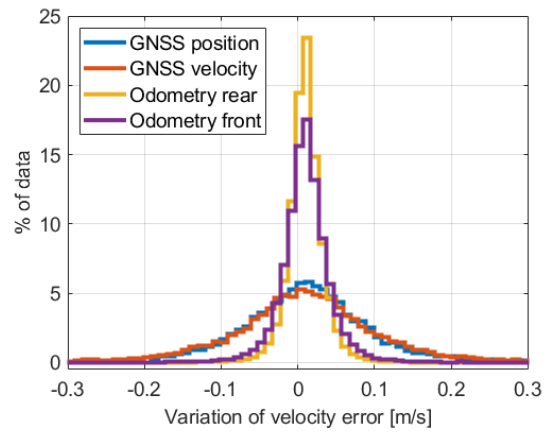 25
20
15
10
5
0
% of data
GNSS position
GNSS velocity
Odometry rear
Odometry front
-0.3 -0.2 -0.1 0 0.1 0.2 0.3
Variation of velocity error [m/s]